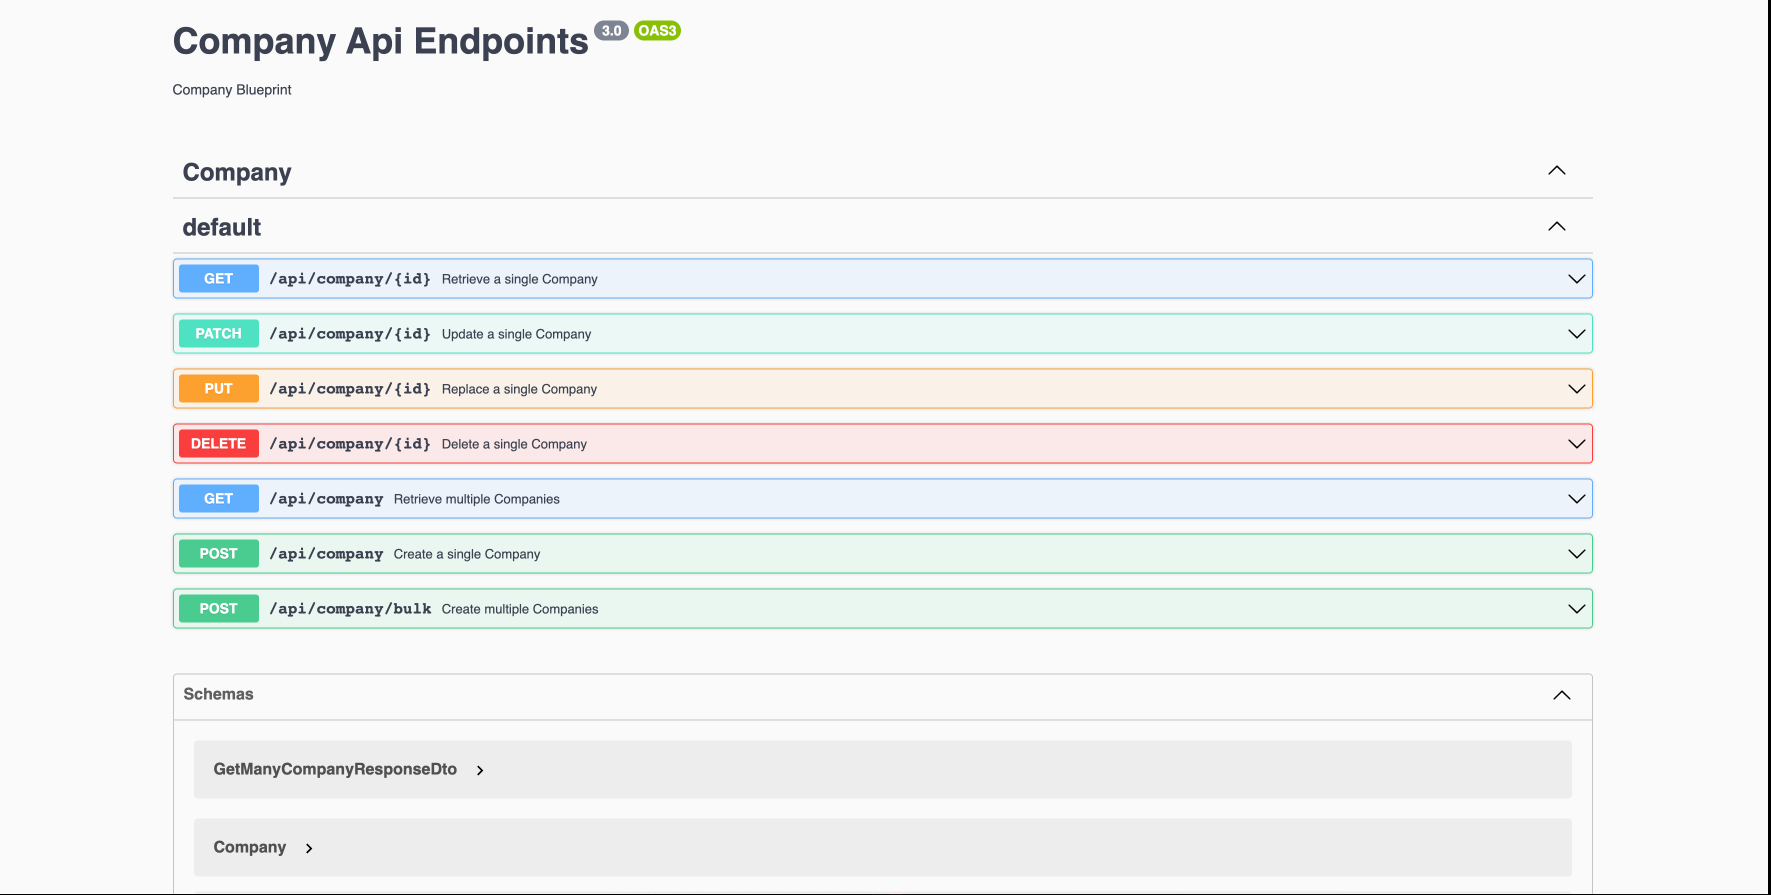 Company Api Endpoints 3.0 OAS3
Company Blueprint
Company
default
GET /api/company/{id} Retrieve a single Company
PATCH /api/company/{id} Update a single Company
PUT /api/company/{id} Replace a single Company
DELETE /api/company/{id} Delete a single Company
GET /api/company Retrieve multiple Companies
POST /api/company Create a single Company
POST /api/company/bulk Create multiple Companies
Schemas
GetManyCompanyResponseDto
Company